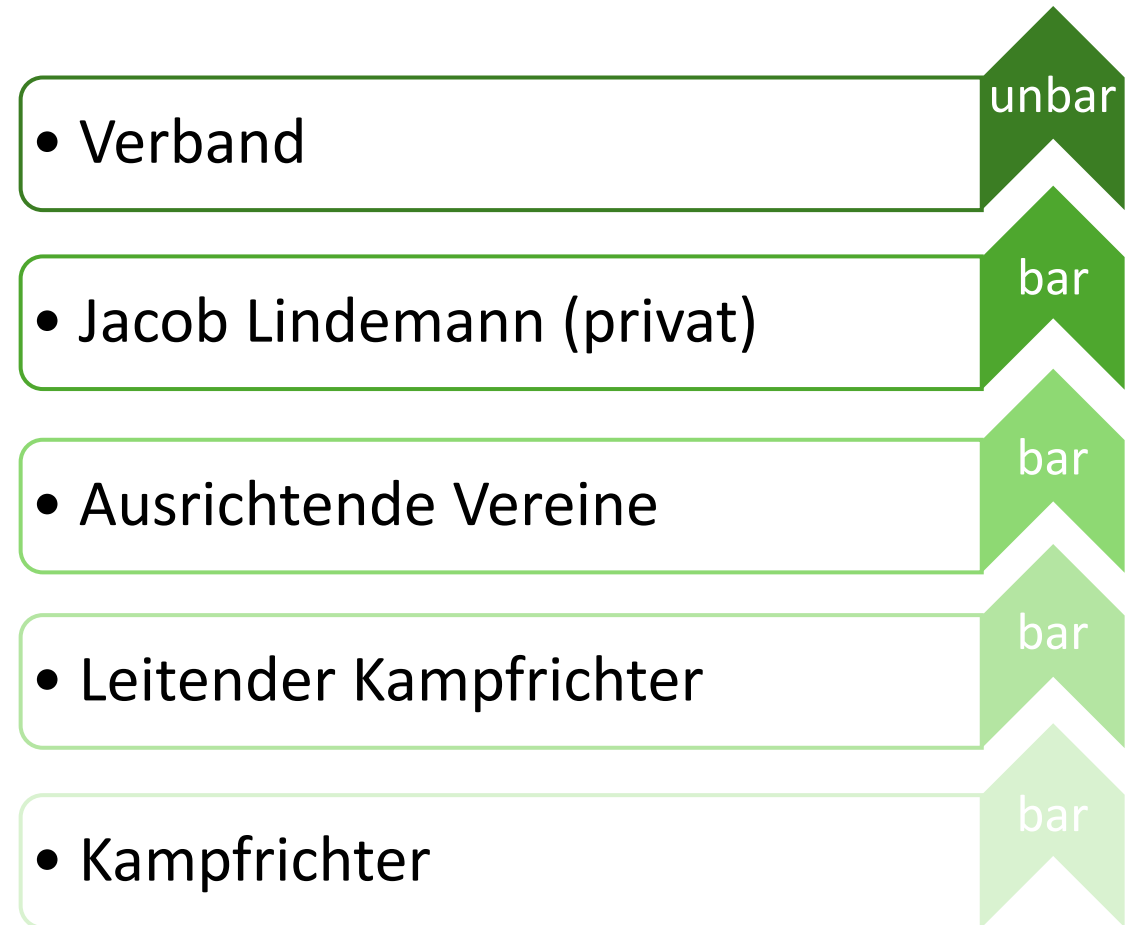 unbar
• Verband
bar
• Jacob Lindemann (privat)
bar
• Ausrichtende Vereine
bar
• Leitender Kampfrichter
bar
• Kampfrichter